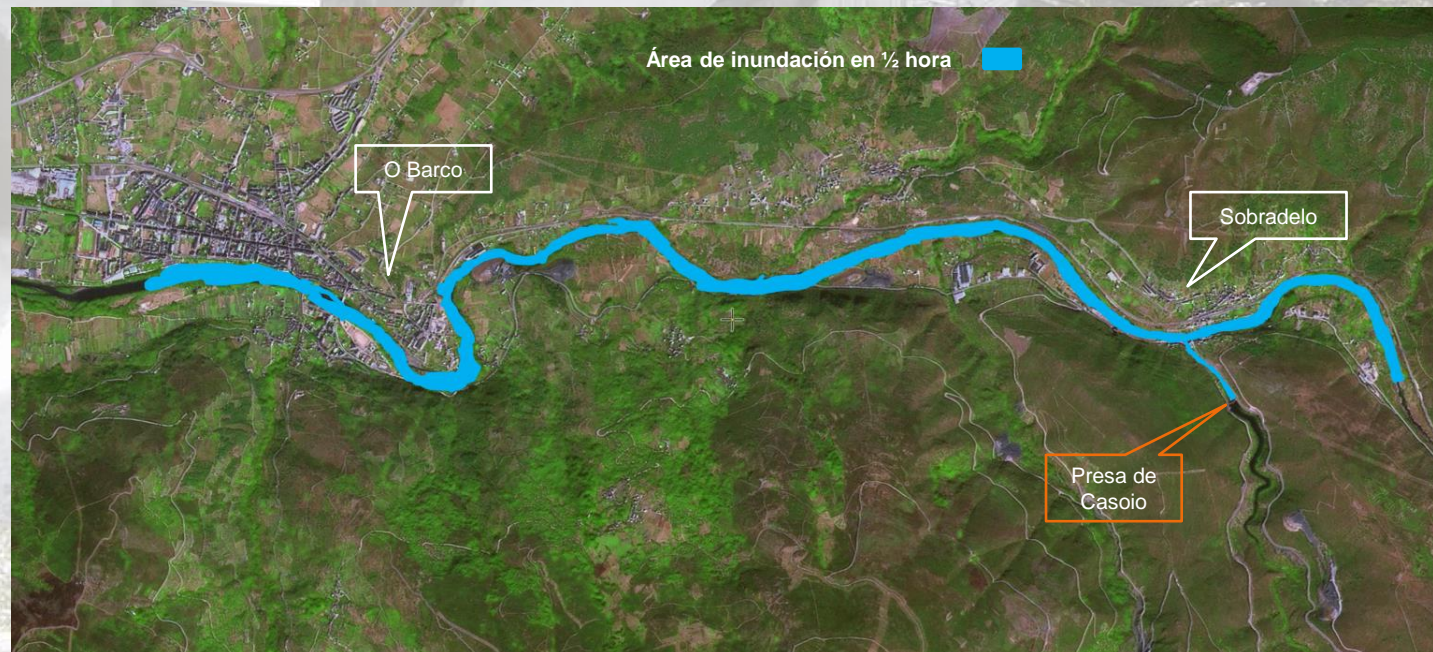 Área de inundación en ½ hora
O Barco
Sobradelo
Presa de
Casoio